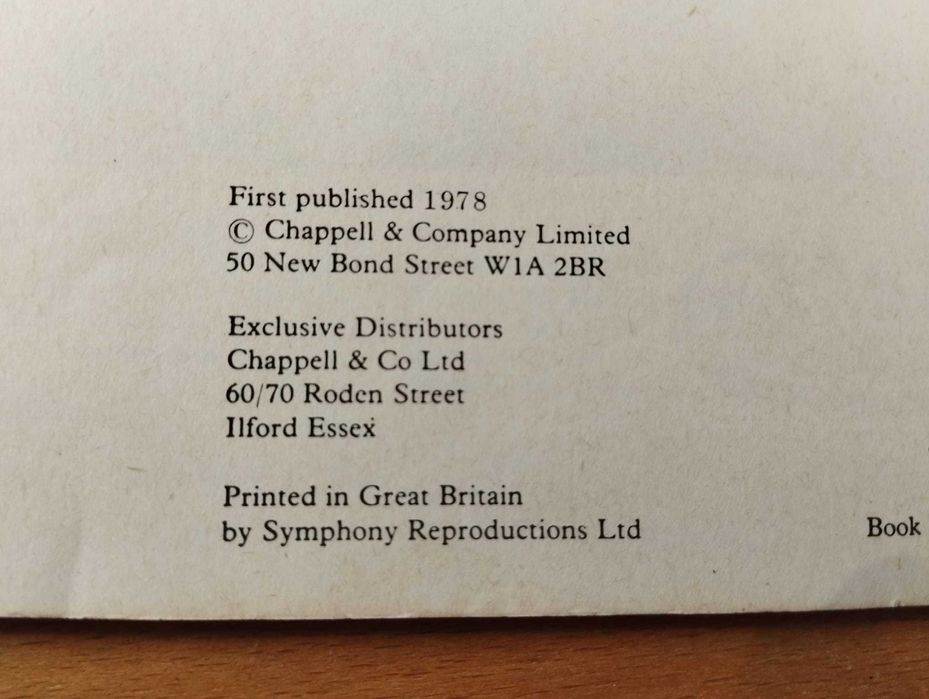 First published 1978
© Chappell & Company Limited
50 New Bond Street W1A 2BR
Exclusive Distributors
Chappell & Co Ltd
60/70 Roden Street
Ilford Essex
Printed in Great Britain
by Symphony Reproductions Ltd
Book